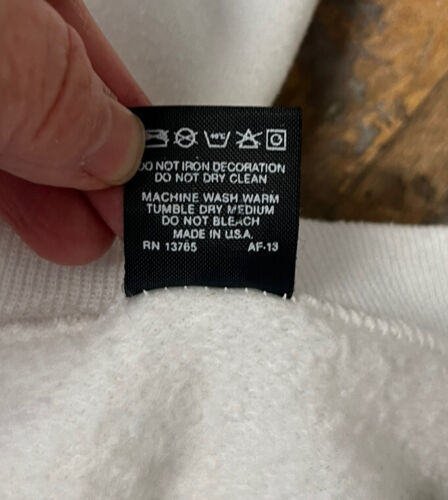 40°C
DO NOT IRON DECORATION
DO NOT DRY CLEAN
MACHINE WASH WARM
TUMBLE DRY MEDIUM
DO NOT BLEACH
MADE IN U.S.A.
RN 13765 AF-13